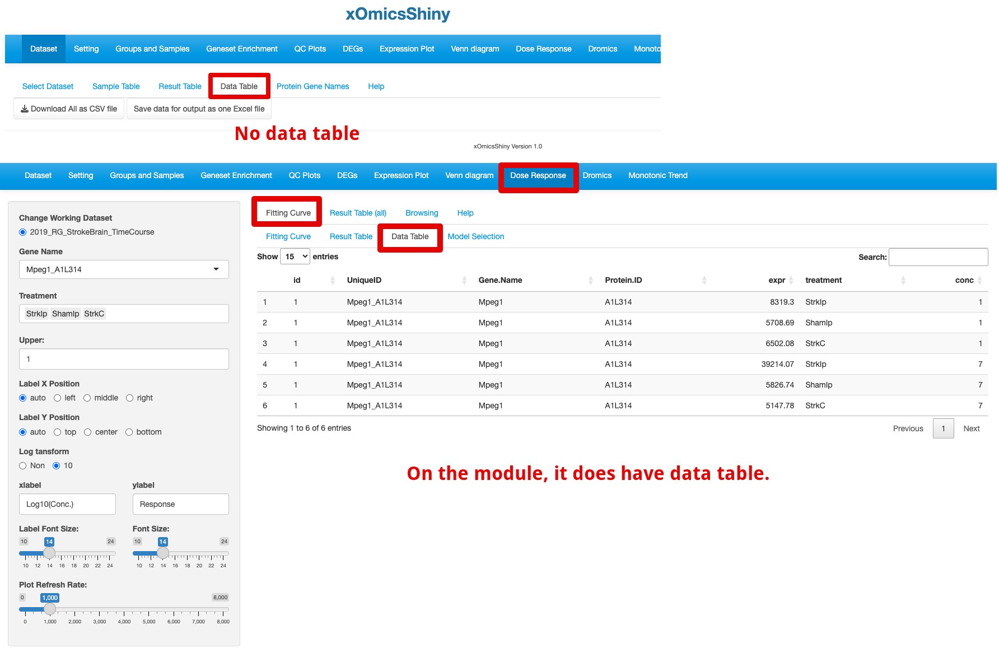 xOmicsShiny
Dataset Setting Groups and Samples Geneset Enrichment QC Plots DEGs Expression Plot Venn diagram Dose Response Dromics Monoto
Select Dataset Sample Table Result Table Data Table Protein Gene Names Help
Download All as CSV file Save data for output as one Excel file
No data table
xOmicsShiny Version 1.0
Dataset Setting Groups and Samples Geneset Enrichment QC Plots DEGs Expression Plot Venn diagram Dose Response Dromics Monotonic Trend
Change Working Dataset
2019_RG_StrokeBrain_TimeCourse
Gene Name
Mpeg1_A1L314
Treatment
StrkIp ShamIp StrkC
Upper:
1
Label X Position
auto left middle right
Label Y Position
auto top center bottom
Log tansform
Non 10
xlabel ylabel
Log10(Conc.) Response
Label Font Size: Font Size:
10 14 24 10 14 24
10 12 14 16 18 20 22 24 10 12 14 16 18 20 22 24
Plot Refresh Rate:
0 1,000 8,000
0 1,000 2,000 3,000 4,000 5,000 6,000 7,000 8,000
Fitting Curve Result Table (all) Browsing Help
Fitting Curve Result Table Data Table Model Selection
Show 15 entries Search:
id UniqueID Gene.Name Protein.ID expr treatment conc
1 1 Mpeg1_A1L314 Mpeg1 A1L314 8319.3 StrkIp 1
2 1 Mpeg1_A1L314 Mpeg1 A1L314 5708.69 ShamIp 1
3 1 Mpeg1_A1L314 Mpeg1 A1L314 6502.08 StrkC 1
4 1 Mpeg1_A1L314 Mpeg1 A1L314 39214.07 StrkIp 7
5 1 Mpeg1_A1L314 Mpeg1 A1L314 5826.74 ShamIp 7
6 1 Mpeg1_A1L314 Mpeg1 A1L314 5147.78 StrkC 7
Showing 1 to 6 of 6 entries Previous 1 Next
On the module, it does have data table.